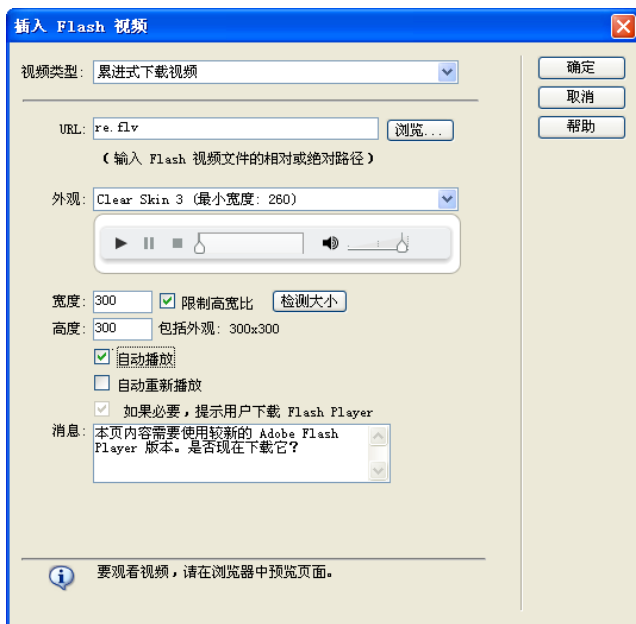 插入 Flash 视频
视频类型: 累进式下载视频
确定
取消
帮助
URL: re.flv 浏览...
(输入 Flash 视频文件的相对或绝对路径)
外观: Clear Skin 3 (最小宽度: 260)
宽度: 300 限制高宽比 检测大小
高度: 300 包括外观: 300x300
自动播放
自动重新播放
如果必要,提示用户下载 Flash Player
消息: 本页内容需要使用较新的 Adobe Flash
Player 版本。是否现在下载它?
要观看视频,请在浏览器中预览页面。